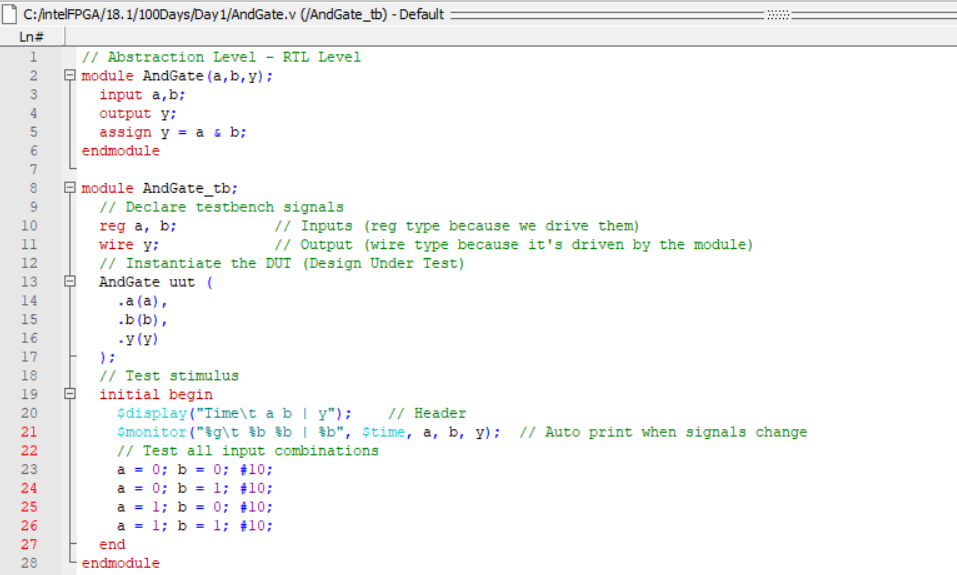 C:/intelFPGA/18.1/100Days/Day1/AndGate.v (/AndGate_tb) - Default
Ln#
1 // Abstraction Level - RTL Level
2 module AndGate(a,b,y);
3   input a,b;
4   output y;
5   assign y = a & b;
6 endmodule
7
8 module AndGate_tb;
9   // Declare testbench signals
10   reg a, b;           // Inputs (reg type because we drive them)
11   wire y;             // Output (wire type because it's driven by the module)
12   // Instantiate the DUT (Design Under Test)
13   AndGate uut (
14     .a(a),
15     .b(b),
16     .y(y)
17   );
18   // Test stimulus
19   initial begin
20     $display("Time\t a b | y");    // Header
21     $monitor("%g\t %b %b | %b", $time, a, b, y);  // Auto print when signals change
22     // Test all input combinations
23     a = 0; b = 0; #10;
24     a = 0; b = 1; #10;
25     a = 1; b = 0; #10;
26     a = 1; b = 1; #10;
27   end
28 endmodule